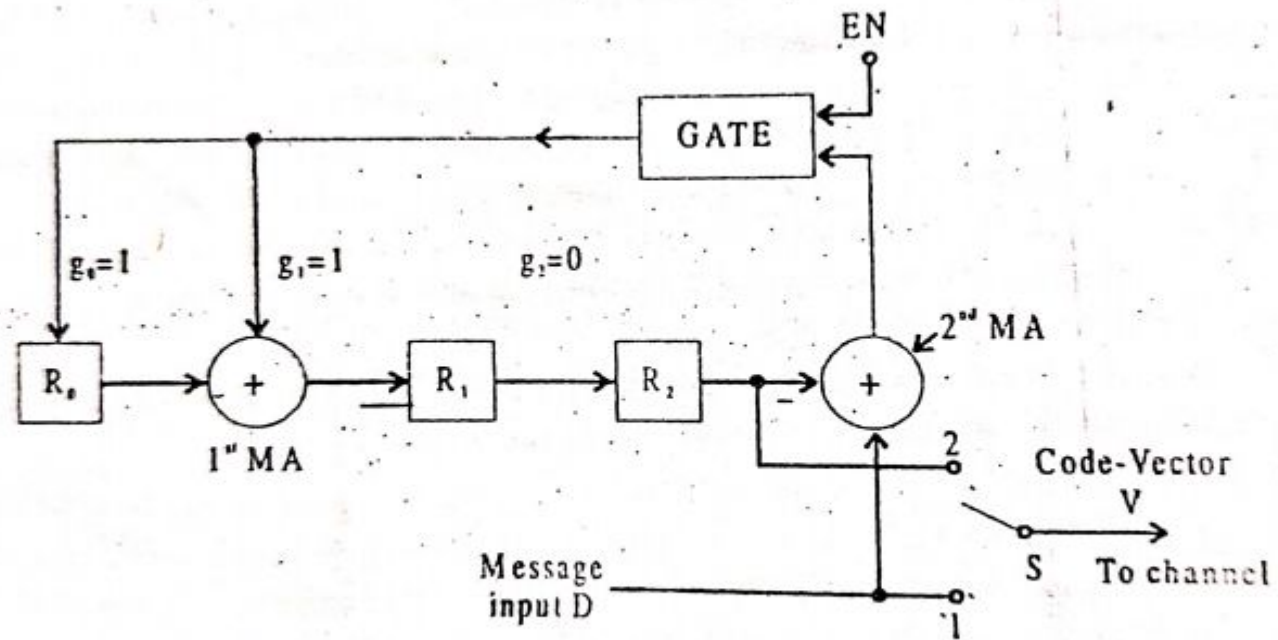 EN
GATE
g₀=1
g₁=1
g₂=0
2ⁿᵈ MA
R₀
+
R₁
R₂
-
+
1ˢᵗ MA
2
Code-Vector
V
S
To channel
Message
input D
1